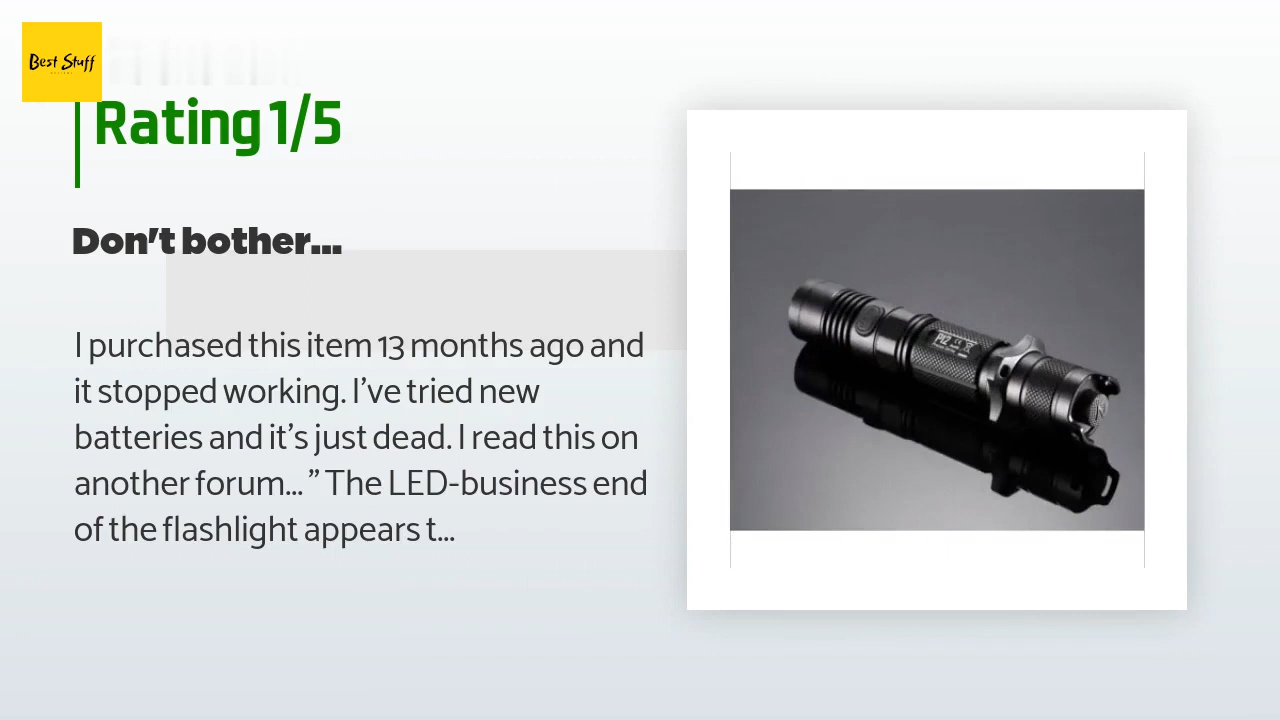 Best Stuff
Rating 1/5
Don't bother...
I purchased this item 13 months ago and
it stopped working. I've tried new
batteries and it's just dead. I read this on
another forum... ” The LED-business end
of the flashlight appears t...
P12